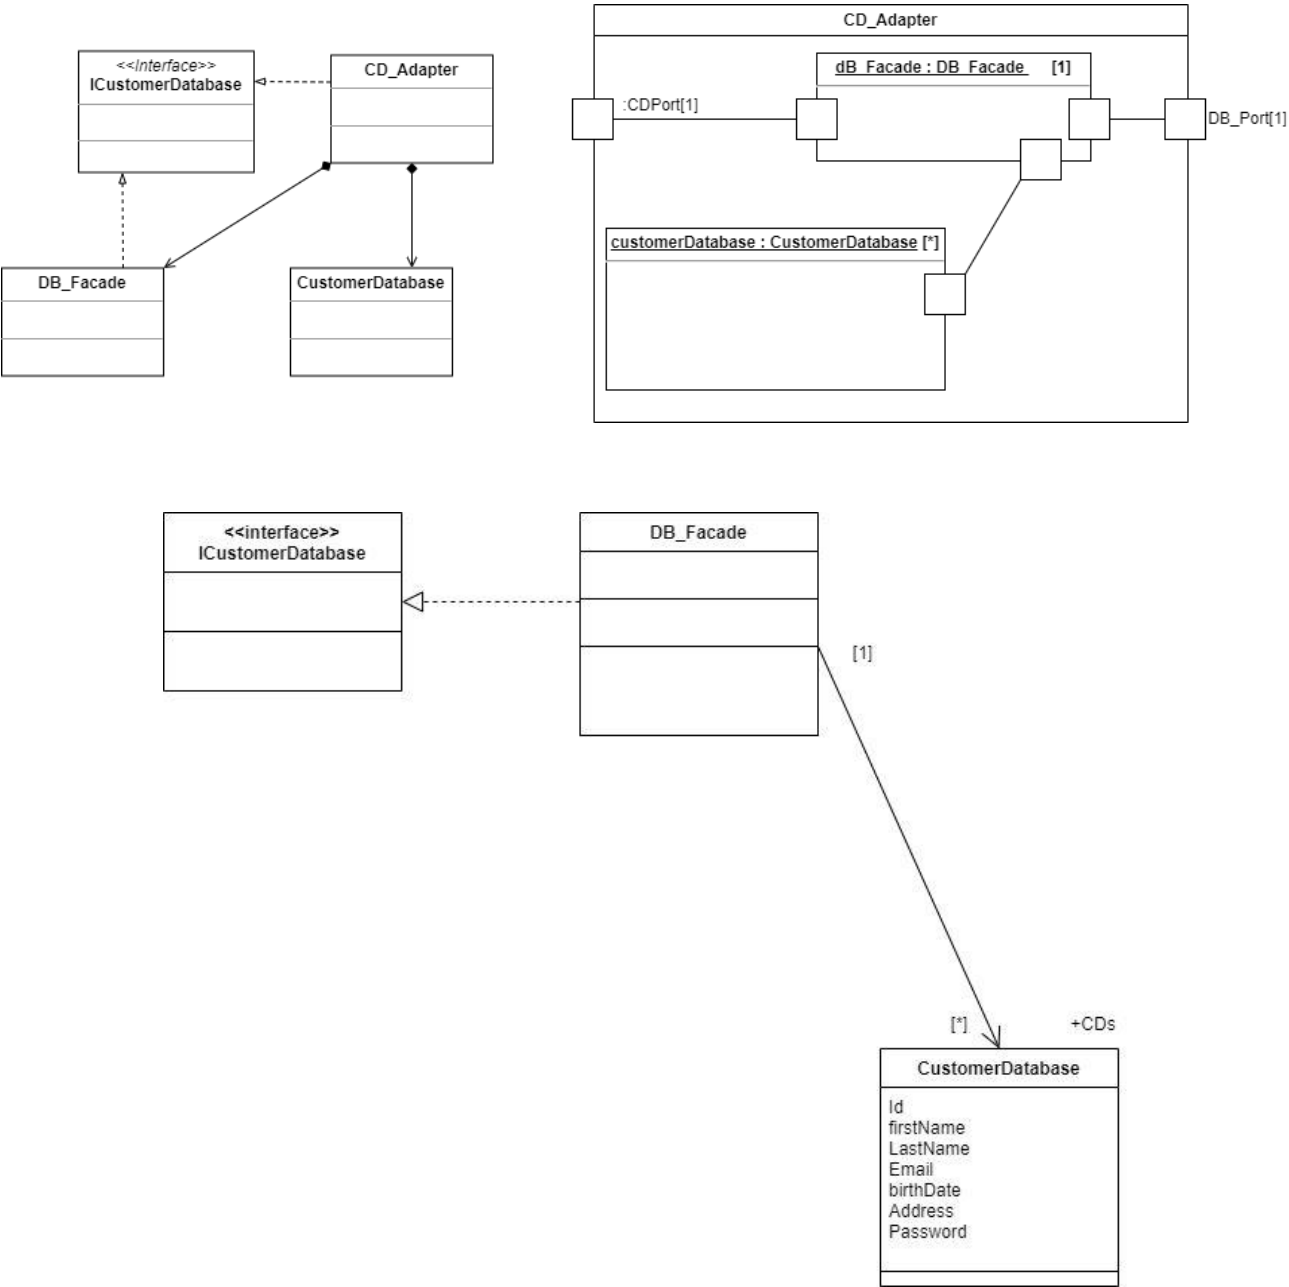 <<Interface>>
ICustomerDatabase
CD_Adapter
DB_Facade
CustomerDatabase
CD_Adapter
dB_Facade : DB_Facade [1]
:CDPort[1]
DB_Port[1]
customerDatabase : CustomerDatabase [*]
<<interface>>
ICustomerDatabase
DB_Facade
[1]
[*] +CDs
CustomerDatabase
Id
firstName
LastName
Email
birthDate
Address
Password